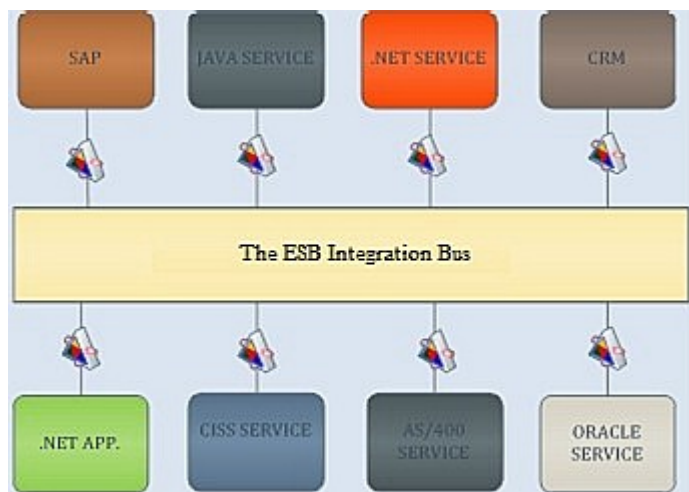 SAP
JAVA SERVICE
.NET SERVICE
CRM
The ESB Integration Bus
.NET APP.
CISS SERVICE
AS/400
SERVICE
ORACLE
SERVICE